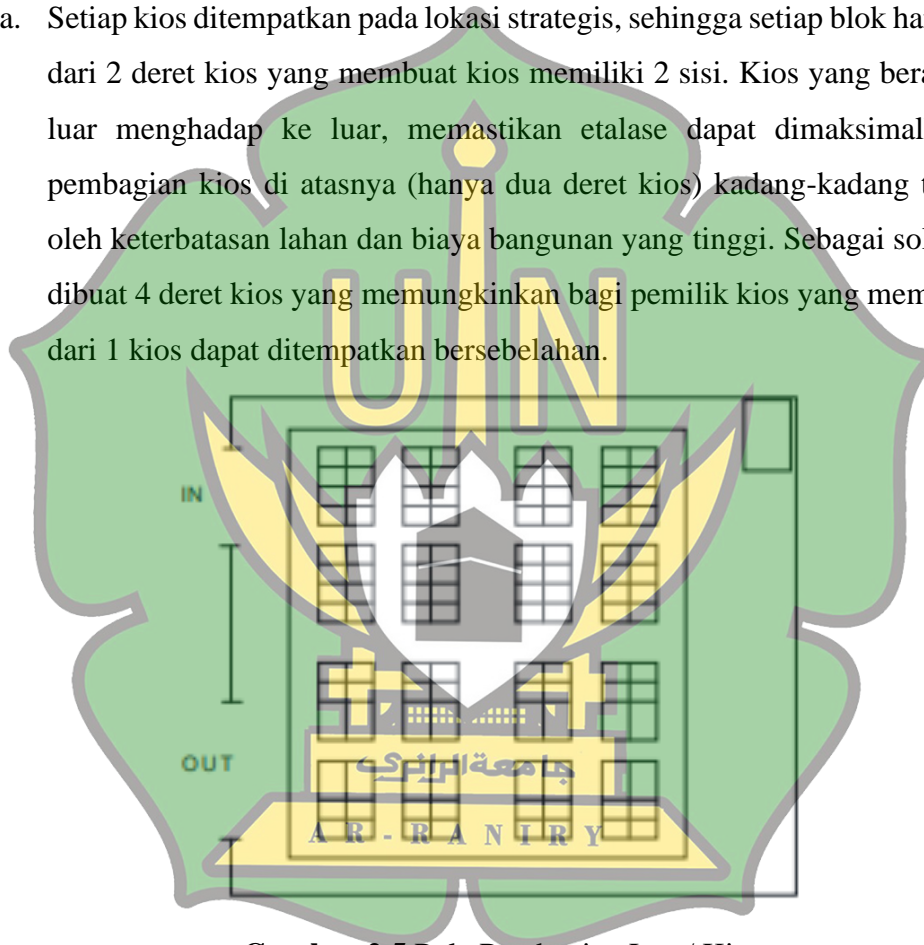 a. Setiap kios ditempatkan pada lokasi strategis, sehingga setiap blok ha
dari 2 deret kios yang membuat kios memiliki 2 sisi. Kios yang bera
luar menghadap ke luar, memastikan etalase dapat dimaksimal
pembagian kios di atasnya (hanya dua deret kios) kadang-kadang t
oleh keterbatasan lahan dan biaya bangunan yang tinggi. Sebagai sol
dibuat 4 deret kios yang memungkinkan bagi pemilik kios yang mem
dari 1 kios dapat ditempatkan bersebelahan.
UIN
IN
OUT
جامعة الرانري
AR-RANIRY